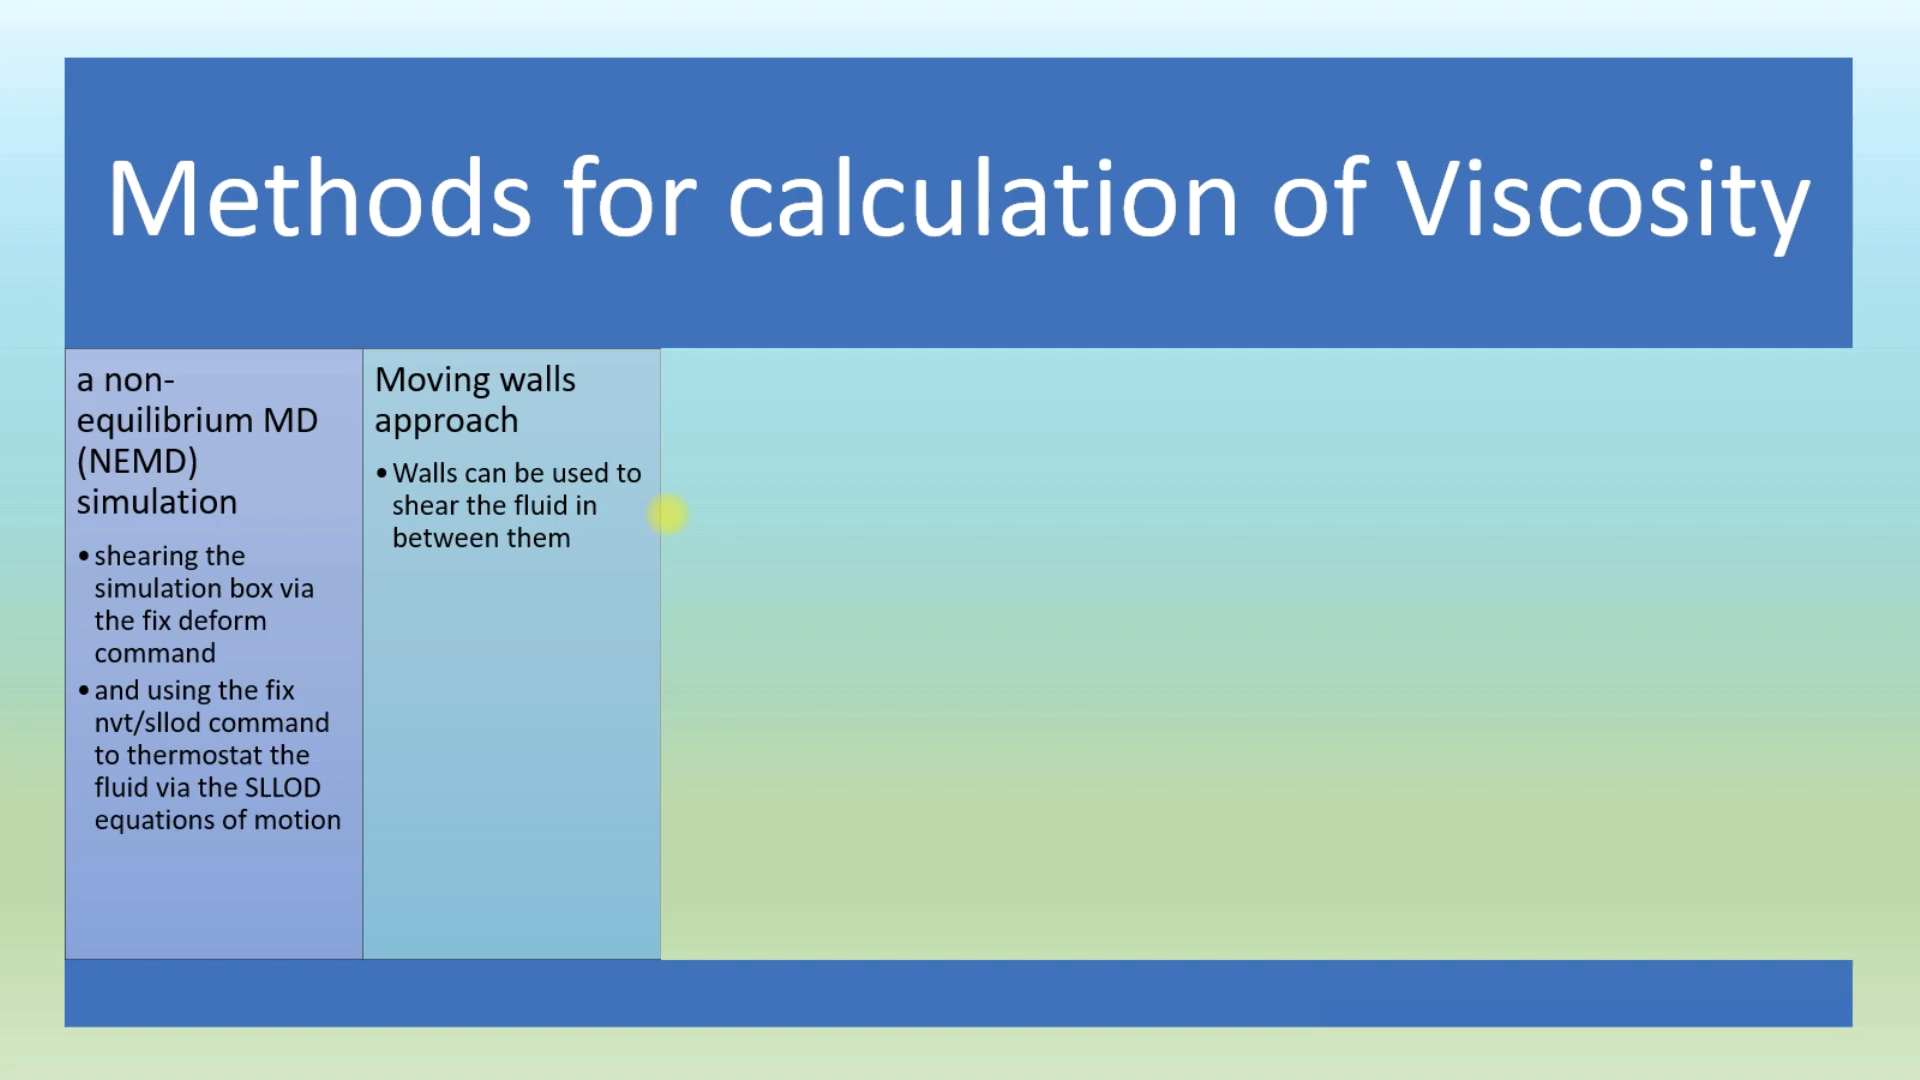 Methods for calculation of Viscosity
a non-
equilibrium MD
(NEMD)
simulation
•shearing the
simulation box via
the fix deform
command
•and using the fix
nvt/sllod command
to thermostat the
fluid via the SLLOD
equations of motion
Moving walls
approach
•Walls can be used to
shear the fluid in
between them